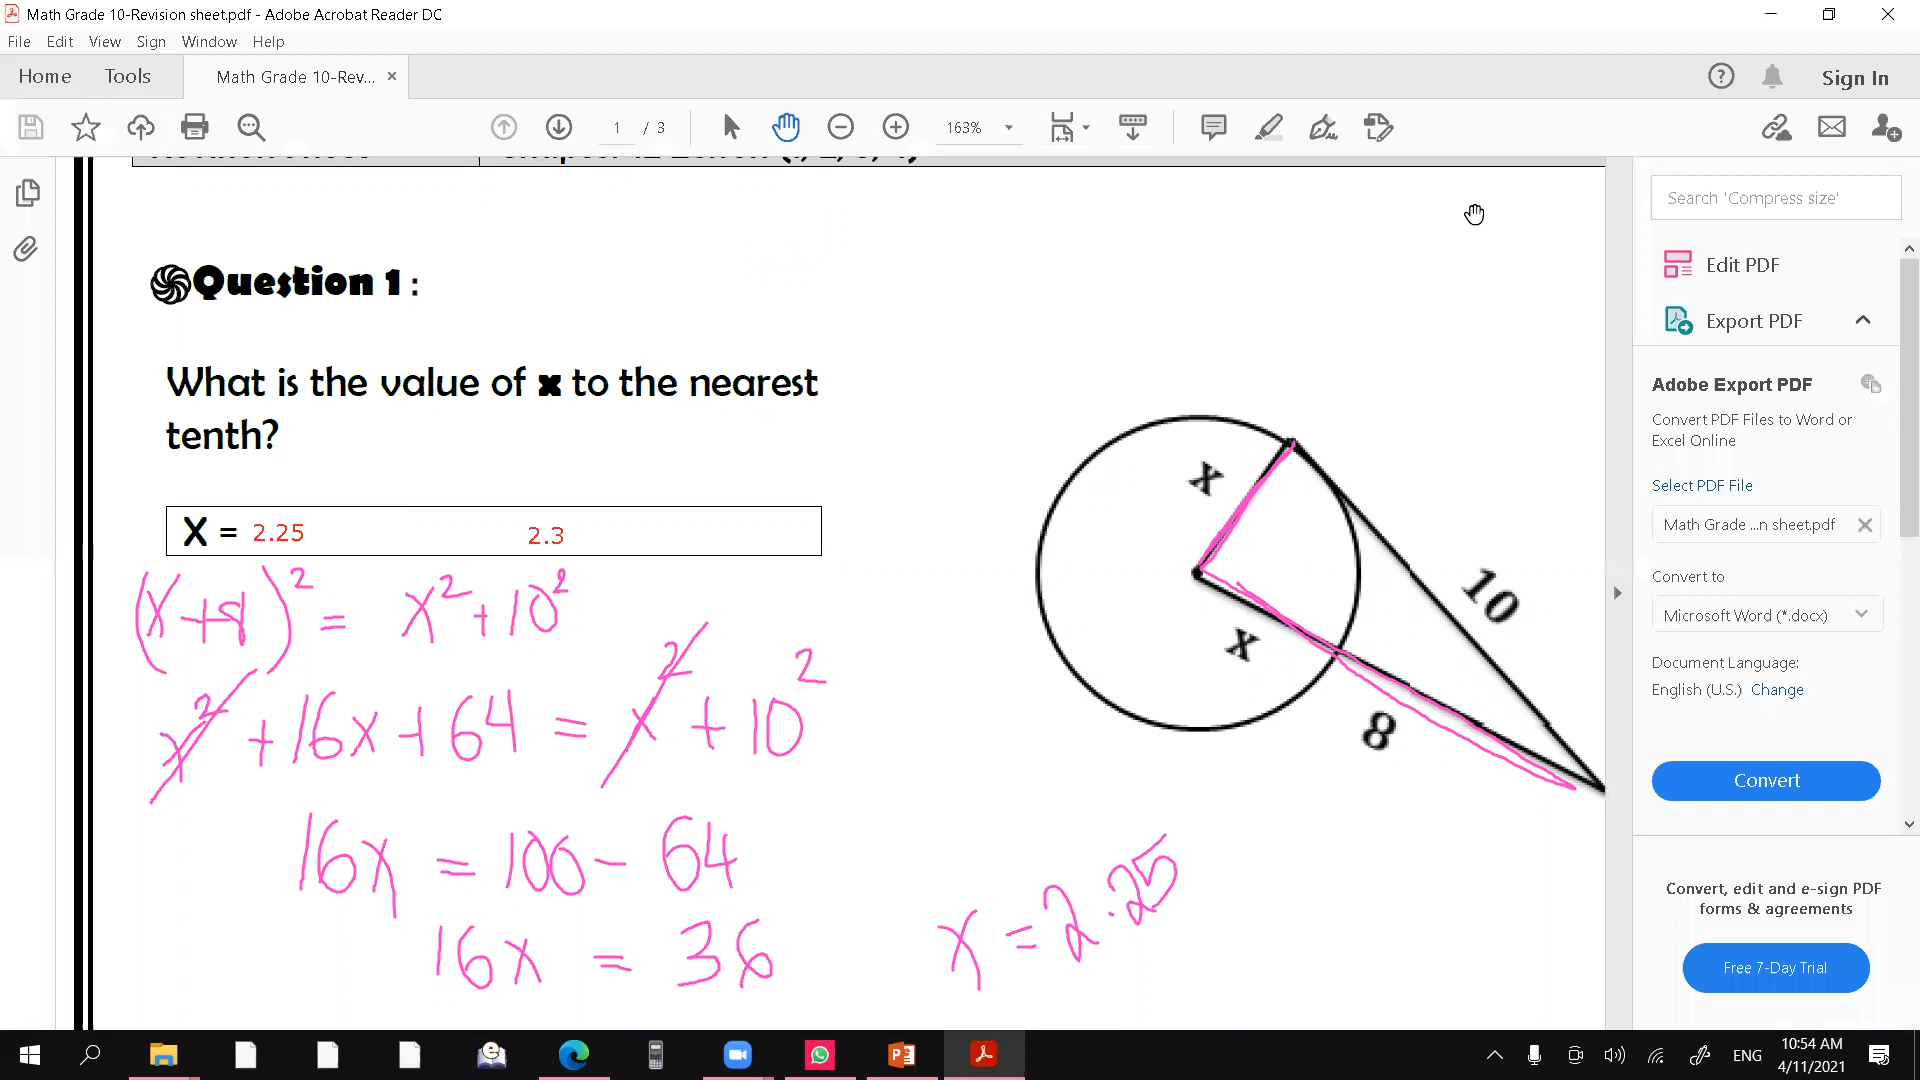 Math Grade 10-Revision sheet.pdf - Adobe Acrobat Reader DC
File Edit View Sign Window Help
Home Tools Math Grade 10-Rev... × Sign In
1 / 3 163%
Search 'Compress size'
Question 1 :
What is the value of x to the nearest
tenth?
X = 2.25 2.3
(x+8)² = x² + 10²
x² + 16x + 64 = x² + 10²
16x = 100 - 64
16x = 36
x = 2.25
x
10
x
8
Edit PDF
Export PDF
Adobe Export PDF
Convert PDF Files to Word or
Excel Online
Select PDF File
Math Grade ...n sheet.pdf
Convert to
Microsoft Word (*.docx)
Document Language:
English (U.S.) Change
Convert
Convert, edit and e-sign PDF
forms & agreements
Free 7-Day Trial
ENG
10:54 AM
4/11/2021